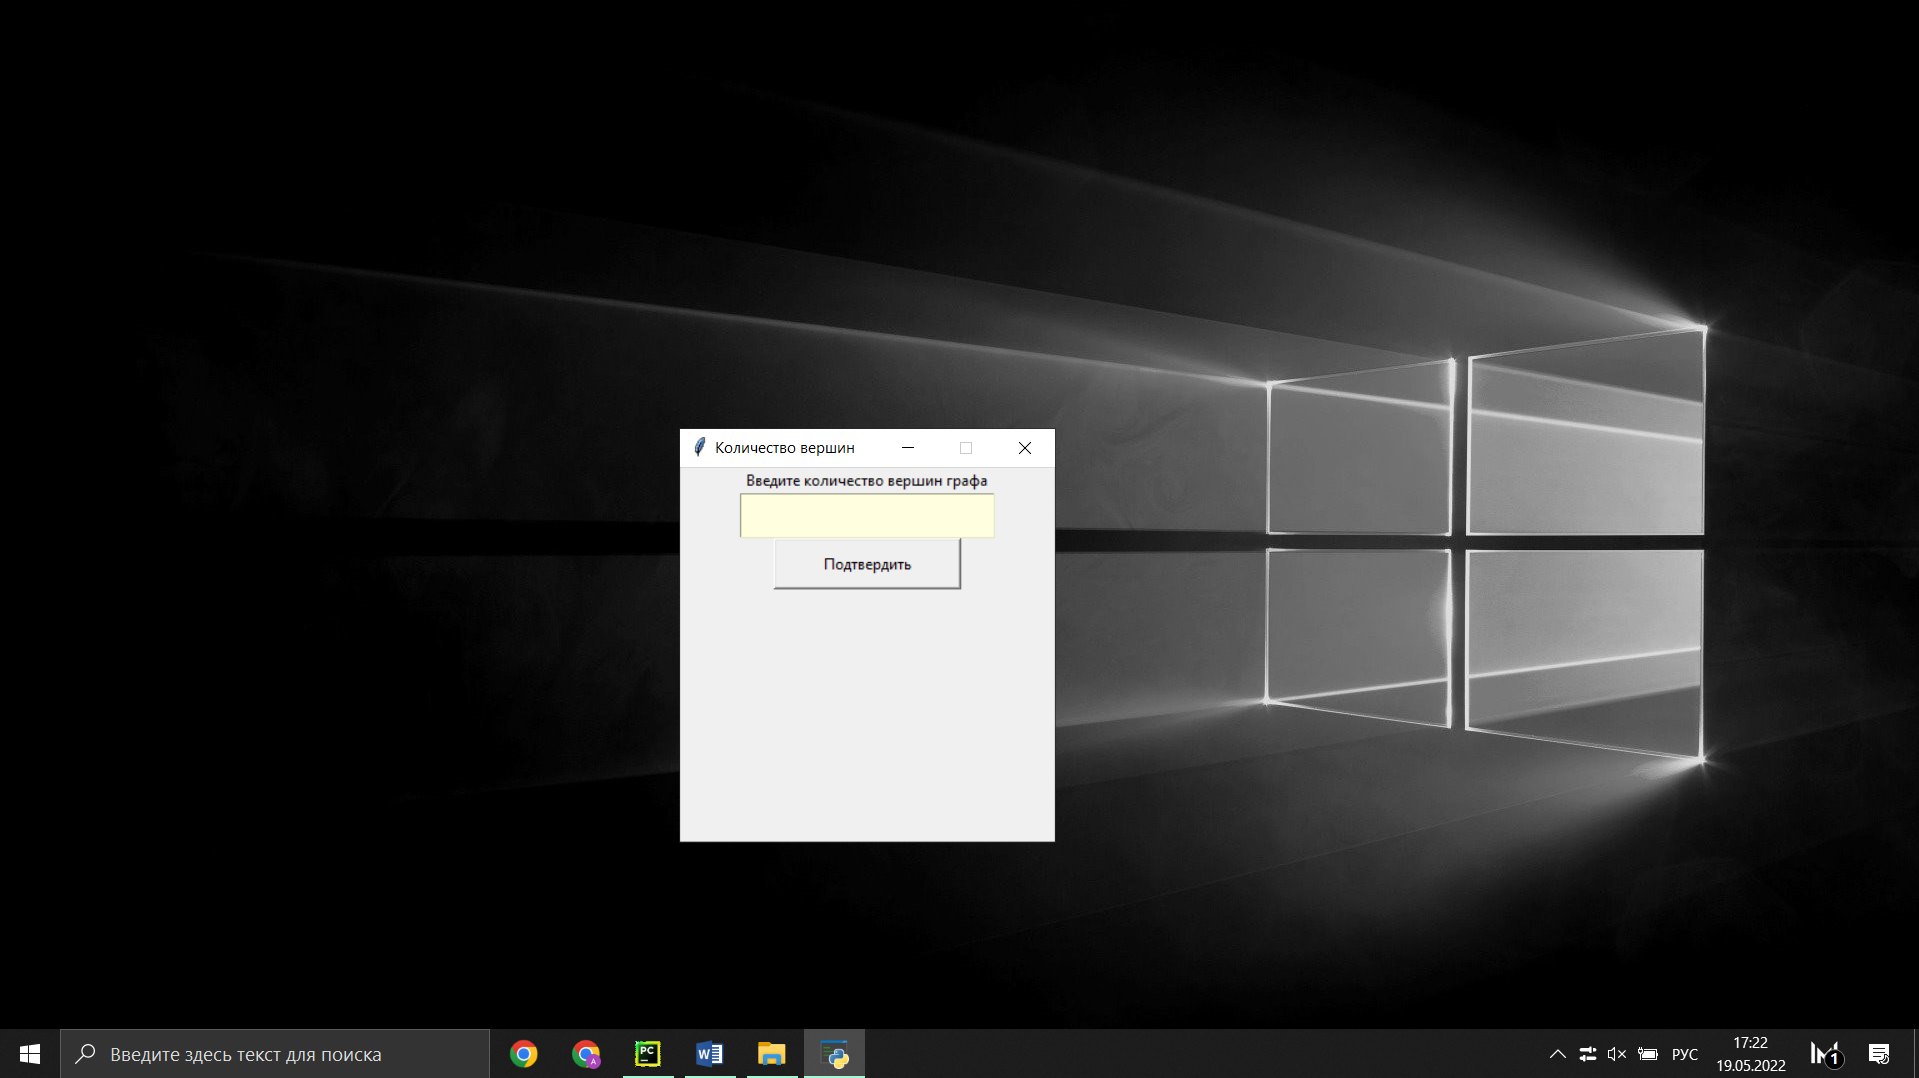 Количество вершин
Введите количество вершин графа
Подтвердить
Введите здесь текст для поиска
A
PC
W
РУС
17:22
19.05.2022
1